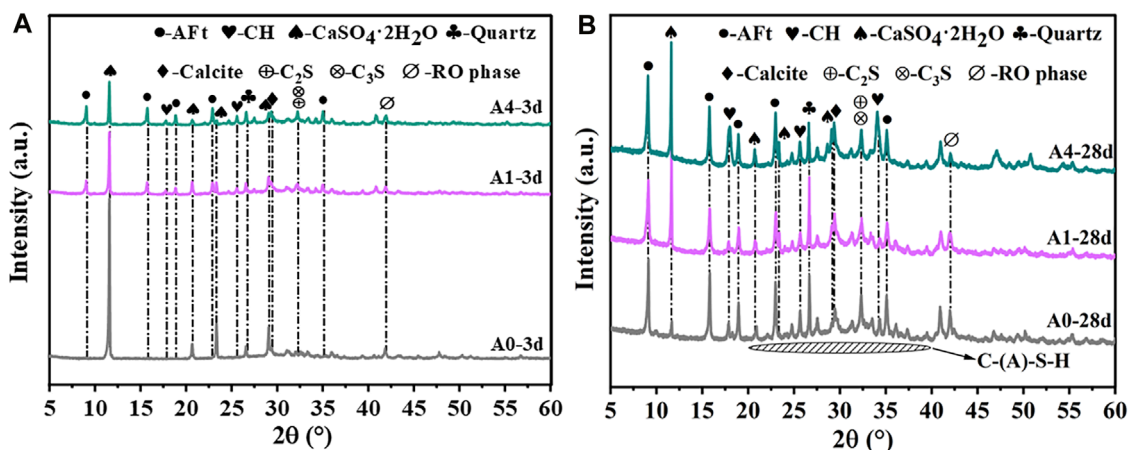 A
●-AFt ♥-CH ♠-CaSO₄·2H₂O ♣-Quartz
♦-Calcite ⊕-C₂S ⊗-C₃S ∅-RO phase
A4-3d
A1-3d
A0-3d
Intensity (a.u.)
5 10 15 20 25 30 35 40 45 50 55 60
2θ (°)
B
●-AFt ♥-CH ♠-CaSO₄·2H₂O ♣-Quartz
♦-Calcite ⊕-C₂S ⊗-C₃S ∅-RO phase
A4-28d
A1-28d
A0-28d
C-(A)-S-H
Intensity (a.u.)
5 10 15 20 25 30 35 40 45 50 55 60
2θ (°)